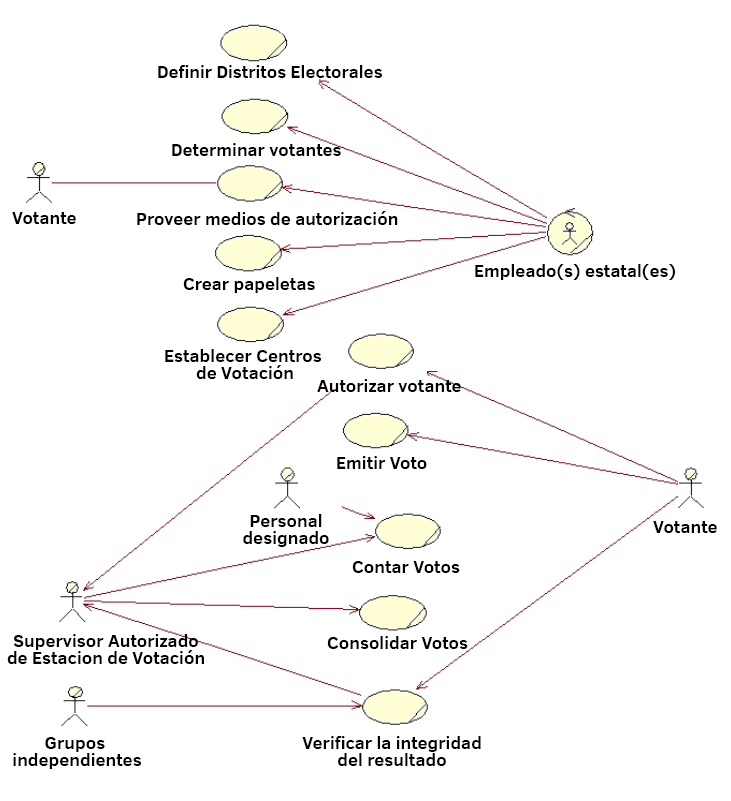 Definir Distritos Electorales
Determinar votantes
Votante
Proveer medios de autorización
Empleado(s) estatal(es)
Crear papeletas
Establecer Centros
de Votación
Autorizar votante
Emitir Voto
Personal
designado
Votante
Contar Votos
Supervisor Autorizado
de Estacion de Votación
Consolidar Votos
Grupos
independientes
Verificar la integridad
del resultado